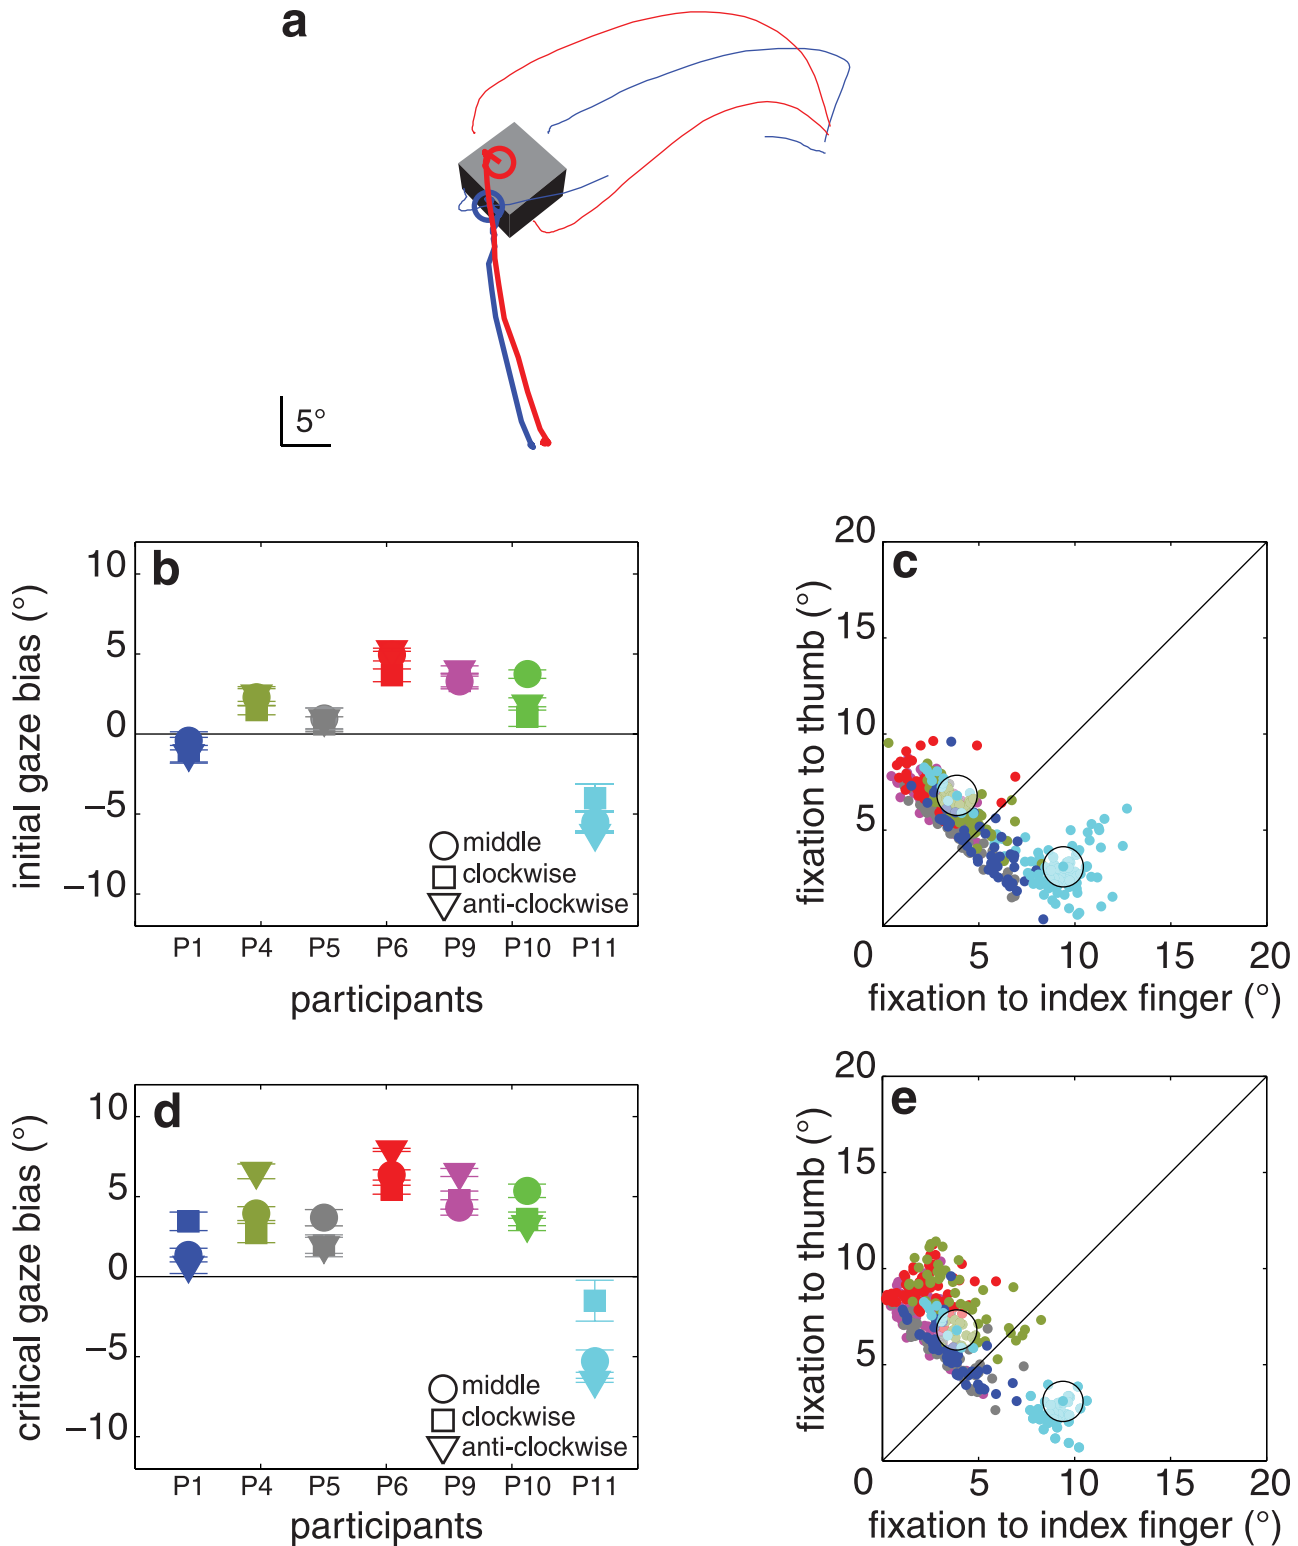 a
5°
b
10
5
0
−5
−10
initial gaze bias (°)
middle
clockwise
anti-clockwise
P1 P4 P5 P6 P9 P10 P11
participants
c
20
15
10
5
0 5 10 15 20
fixation to thumb (°)
fixation to index finger (°)
d
10
5
0
−5
−10
critical gaze bias (°)
middle
clockwise
anti-clockwise
P1 P4 P5 P6 P9 P10 P11
participants
e
20
15
10
5
0 5 10 15 20
fixation to thumb (°)
fixation to index finger (°)